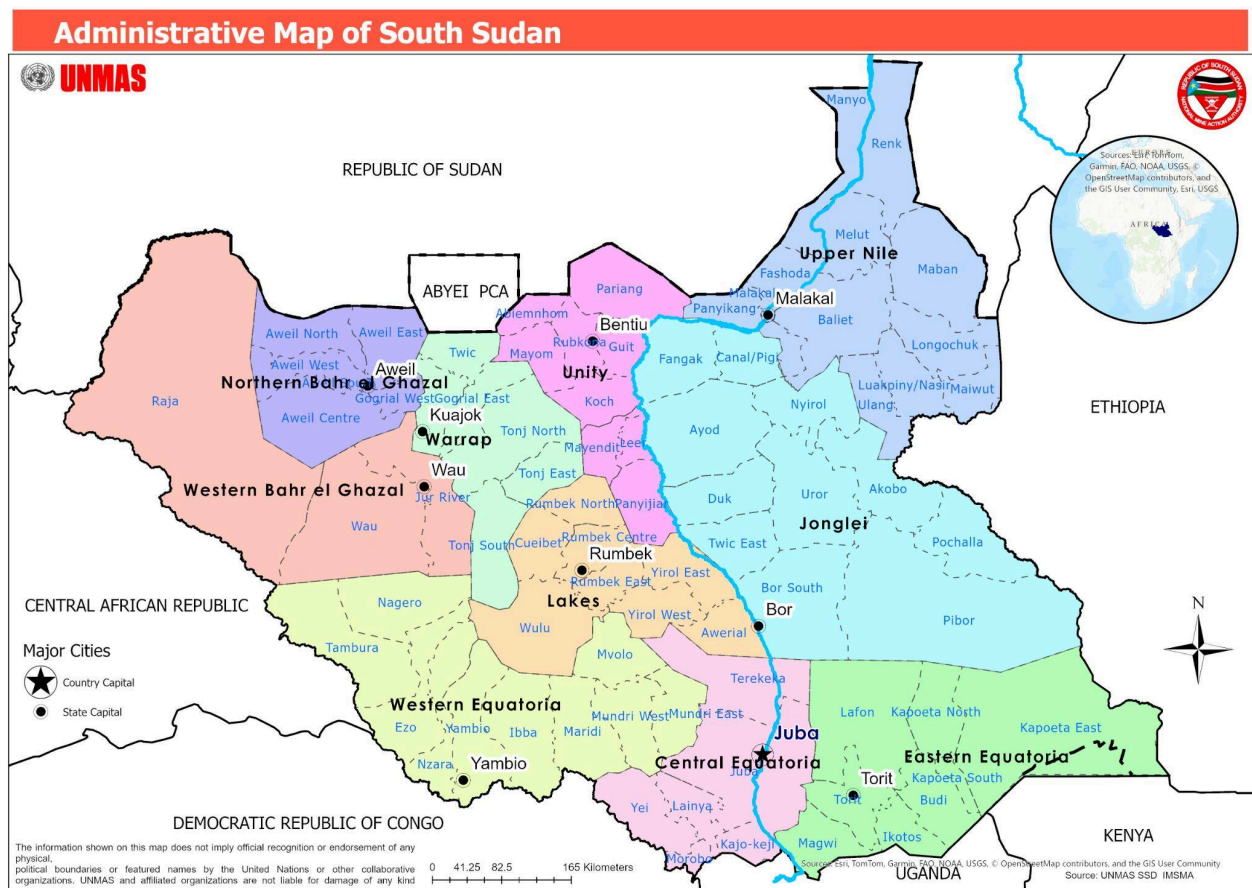 Administrative Map of South Sudan
UNMAS
REPUBLIC OF SOUTH SUDAN
NATIONAL MINE ACTION AUTHORITY
EUROPE
Sources: Esri, TomTom,
Garmin, FAO, NOAA, USGS, ©
OpenStreetMap contributors, and
the GIS User Community, Esri, USGS
AFRICA
REPUBLIC OF SUDAN
ABYEI PCA
ETHIOPIA
CENTRAL AFRICAN REPUBLIC
DEMOCRATIC REPUBLIC OF CONGO
UGANDA
KENYA
Manyo
Renk
Melut
Upper Nile
Maban
Fashoda
Malakal
Malakal
Panyikang
Baliet
Longochuk
Luakpiny/Nasir
Maiwut
Ulang
Pariang
Abiemnhom
Bentiu
Rubkona
Guit
Mayom
Unity
Koch
Mayendit
Leer
Panyijiar
Aweil North
Aweil East
Aweil West
Aweil
Northern Bahr el Ghazal
Aweil Centre
Twic
Gogrial West
Gogrial East
Kuajok
Warrap
Tonj North
Tonj East
Tonj South
Raja
Wau
Western Bahr el Ghazal
Jur River
Wau
Fangak
Canal/Pigi
Nyirol
Ayod
Duk
Uror
Akobo
Jonglei
Pochalla
Twic East
Bor South
Bor
Pibor
Rumbek North
Cueibet
Rumbek Centre
Rumbek
Rumbek East
Yirol East
Lakes
Yirol West
Wulu
Awerial
Nagero
Tambura
Mvolo
Western Equatoria
Mundri West
Mundri East
Ezo
Yambio
Ibba
Maridi
Nzara
Yambio
Terekeka
Juba
Central Equatoria
Juba
Yei
Lainya
Morobo
Kajo-keji
Lafon
Kapoeta North
Kapoeta East
Eastern Equatoria
Kapoeta South
Torit
Torit
Budi
Magwi
Ikotos
Major Cities
Country Capital
State Capital
N
The information shown on this map does not imply official recognition or endorsement of any
physical,
political boundaries or featured names by the United Nations or other collaborative
organizations. UNMAS and affiliated organizations are not liable for damage of any kind
0 41.25 82.5 165 Kilometers
Sources: Esri, TomTom, Garmin, FAO, NOAA, USGS, © OpenStreetMap contributors, and the GIS User Community
Source: UNMAS SSD IMSMA